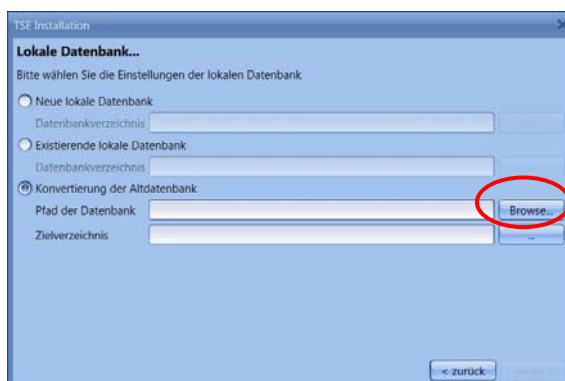 TSE Installation
Lokale Datenbank...
Bitte wählen Sie die Einstellungen der lokalen Datenbank
Neue lokale Datenbank
Datenbankverzeichnis
Existierende lokale Datenbank
Datenbankverzeichnis
Konvertierung der Altdatenbank
Pfad der Datenbank Browse...
Zielverzeichnis ...
< zurück